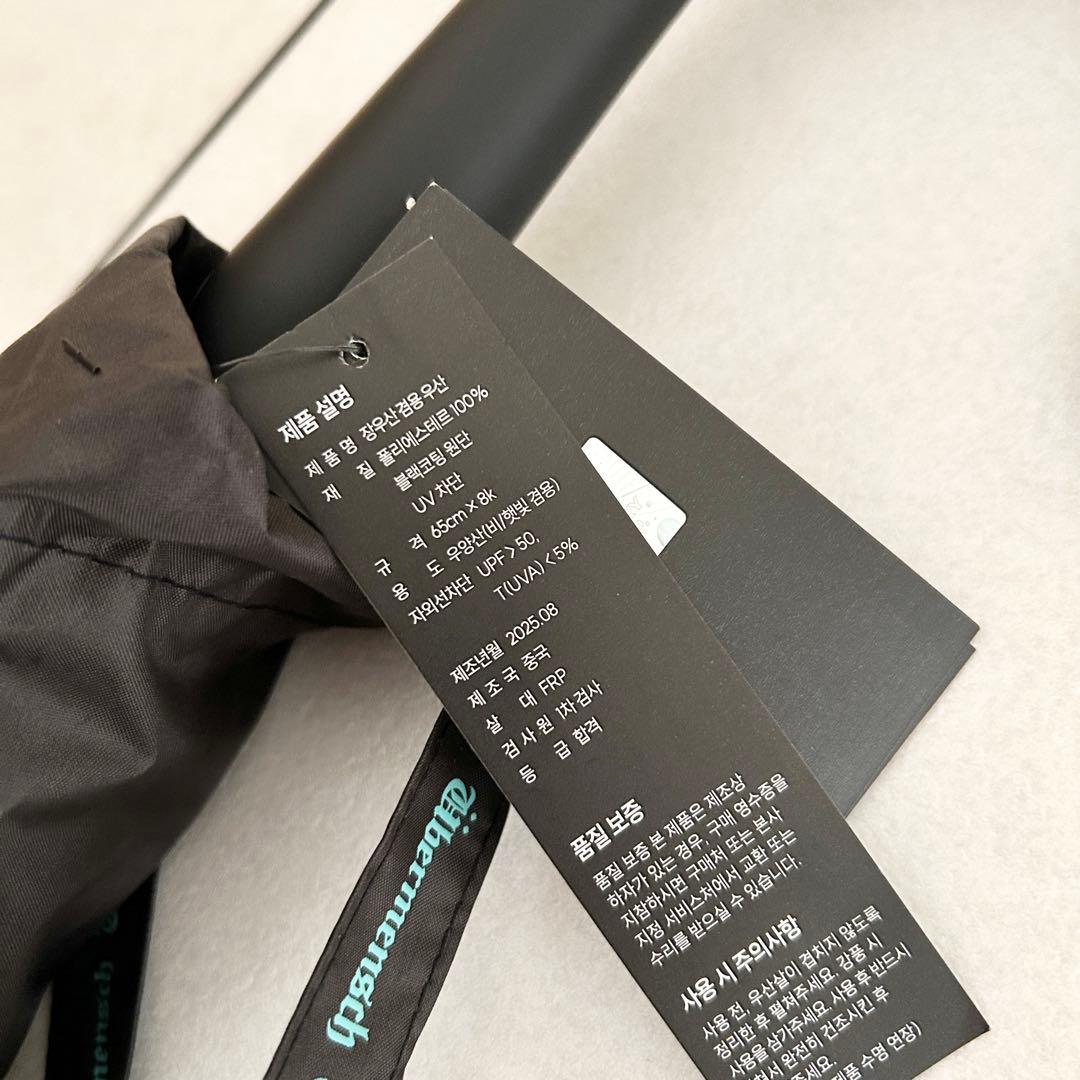 제품 설명
제 품 명 장우산 겸용 우산
재 질 폴리에스테르 100%
블랙코팅 원단
UV 차단
규 격 65cm × 8k
용 도 우양산(비/햇빛 겸용)
자외선차단 UPF > 50,
T(UVA) < 5%
제조년월 2025.08
제 조 국 중국
살 대 FRP
검 사 원 1차 검사
등 급 합격
품질 보증
품질 보증 본 제품은 제조상
하자가 있는 경우, 구매 영수증을
지참하시면 구매처 또는 본사
지정 서비스처에서 교환 또는
수리를 받으실 수 있습니다.
사용 시 주의사항
사용 전, 우산살이 겹치지 않도록
정리한 후 펼쳐주세요. 강풍 시
사용을 삼가주세요. 사용 후 반드시
완전히 건조시킨 후
제품 수명 연장)
Übermensch
mensch